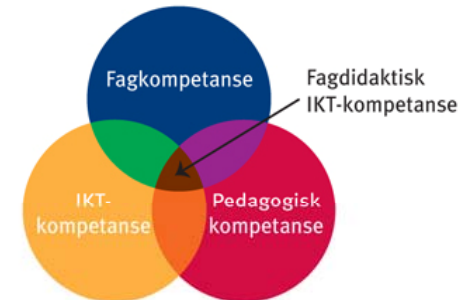 Fagkompetanse
Fagdidaktisk
IKT-kompetanse
IKT-
kompetanse
Pedagogisk
kompetanse